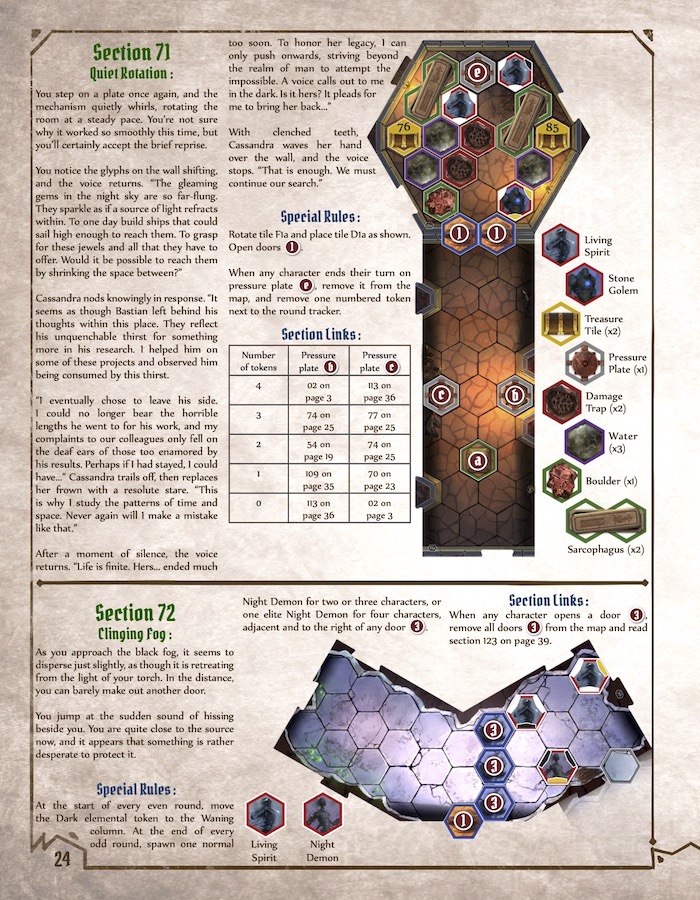 Section 71
Quiet Rotation:
You step on a plate once again, and the
mechanism quietly whirls, rotating the
room at a steady pace. You're not sure
why it worked so smoothly this time, but
you'll certainly accept the brief reprise.
You notice the glyphs on the wall shifting,
and the voice returns. “The gleaming
gems in the night sky are so far-flung.
They sparkle as if a source of light refracts
within. To one day build ships that could
sail high enough to reach them. To grasp
for these jewels and all that they have to
offer. Would it be possible to reach them
by shrinking the space between?”
Cassandra nods knowingly in response. “It
seems as though Bastian left behind his
thoughts within this place. They reflect
his unquenchable thirst for something
more in his research. I helped him on
some of these projects and observed him
being consumed by this thirst.
“I eventually chose to leave his side.
I could no longer bear the horrible
lengths he went to for his work, and my
complaints to our colleagues only fell on
the deaf ears of those too enamored by
his results. Perhaps if I had stayed, I could
have...” Cassandra trails off, then replaces
her frown with a resolute stare. “This
is why I study the patterns of time and
space. Never again will I make a mistake
like that.”
After a moment of silence, the voice
returns. “Life is finite. Hers... ended much
too soon. To honor her legacy, I can
only push onwards, striving beyond
the realm of man to attempt the
impossible. A voice calls out to me
in the dark. Is it hers? It pleads for
me to bring her back...”
With clenched teeth,
Cassandra waves her hand
over the wall, and the voice
stops. “That is enough. We must
continue our search.”
Special Rules:
Rotate tile F1a and place tile D1a as shown.
Open doors 1.
When any character ends their turn on
pressure plate e, remove it from the
map, and remove one numbered token
next to the round tracker.
Section Links:
Number of tokens | Pressure plate b | Pressure plate c
4 | 02 on page 3 | 113 on page 36
3 | 74 on page 25 | 77 on page 25
2 | 54 on page 19 | 74 on page 25
1 | 109 on page 35 | 70 on page 23
0 | 113 on page 36 | 02 on page 3
e
76
85
1 1
c b
a
Living
Spirit
Stone
Golem
Treasure
Tile (x2)
Pressure
Plate (x1)
Damage
Trap (x2)
Water
(x3)
Boulder (x1)
Sarcophagus (x2)
Section 72
Clinging Fog:
As you approach the black fog, it seems to
disperse just slightly, as though it is retreating
from the light of your torch. In the distance,
you can barely make out another door.
You jump at the sudden sound of hissing
beside you. You are quite close to the source
now, and it appears that something is rather
desperate to protect it.
Special Rules:
At the start of every even round, move
the Dark elemental token to the Waning
column. At the end of every
odd round, spawn one normal
Night Demon for two or three characters, or
one elite Night Demon for four characters,
adjacent and to the right of any door 3.
Section Links:
When any character opens a door 3,
remove all doors 3 from the map and read
section 123 on page 39.
3
3
3
1
Living
Spirit
Night
Demon
24